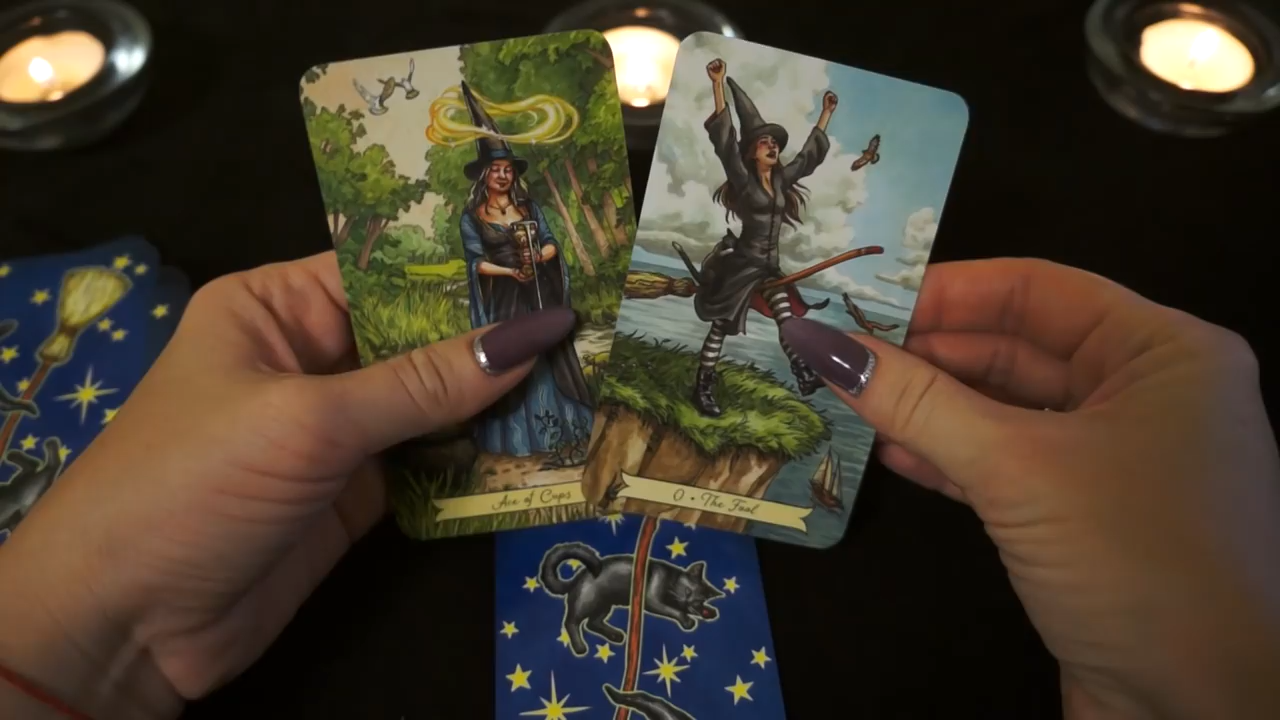 Ace of Cups
0 • The Fool